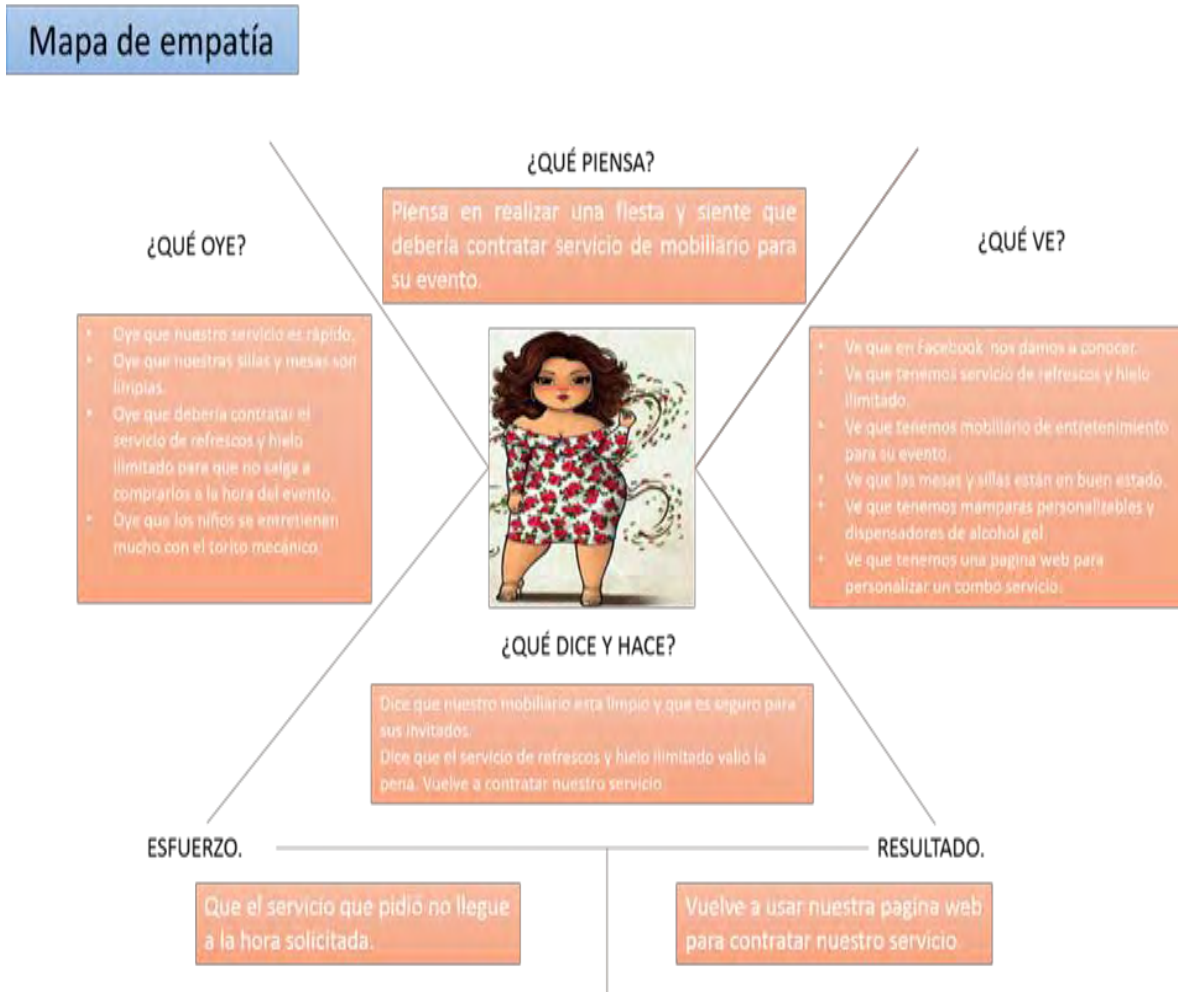 Mapa de empatía
¿QUÉ PIENSA?
Piensa en realizar una fiesta y siente que
debería contratar servicio de mobiliario para
su evento.
¿QUÉ OYE?
• Oye que nuestro servicio es rápido.
• Oye que nuestras sillas y mesas son
limpias.
• Oye que debería contratar el
servicio de refrescos y hielo
ilimitado para que no salga a
comprarlos a la hora del evento.
• Oye que los niños se entretienen
mucho con el torito mecánico.
¿QUÉ VE?
• Ve que en Facebook nos damos a conocer.
• Ve que tenemos servicio de refrescos y hielo
ilimitado.
• Ve que tenemos mobiliario de entretenimiento
para su evento.
• Ve que las mesas y sillas están en buen estado.
• Ve que tenemos mamparas personalizables y
dispensadores de alcohol gel.
• Ve que tenemos una pagina web para
personalizar un combo servicio.
¿QUÉ DICE Y HACE?
Dice que nuestro mobiliario esta limpio y que es seguro para
sus invitados.
Dice que el servicio de refrescos y hielo ilimitado valió la
pena. Vuelve a contratar nuestro servicio
ESFUERZO.
Que el servicio que pidió no llegue
a la hora solicitada.
RESULTADO.
Vuelve a usar nuestra pagina web
para contratar nuestro servicio